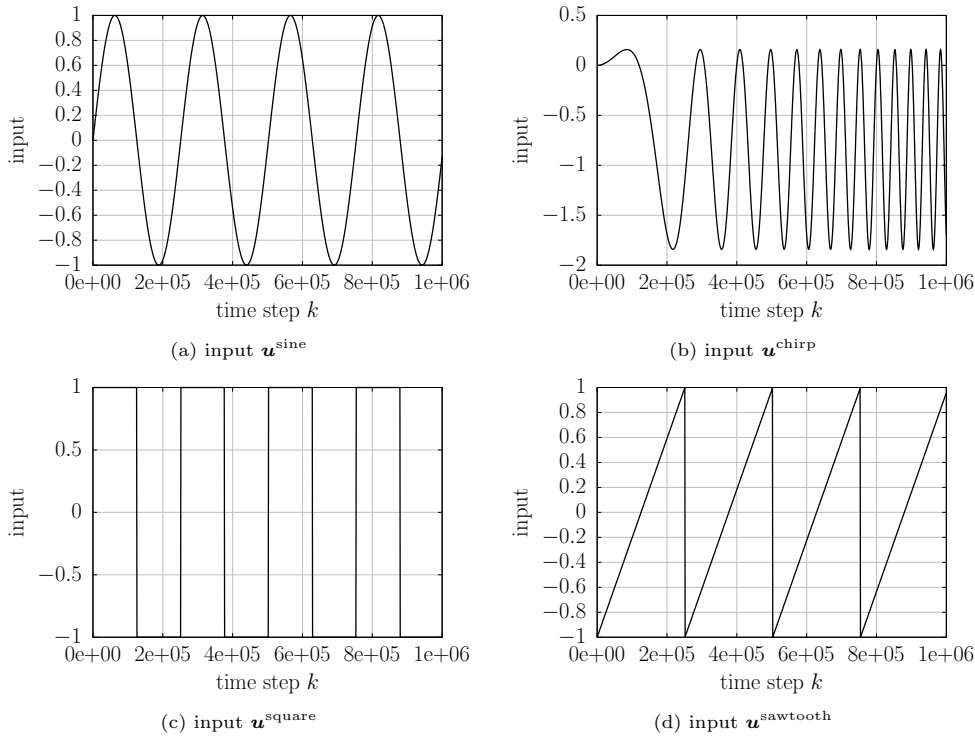 1
0.8
0.6
0.4
0.2
0
−0.2
−0.4
−0.6
−0.8
−1
input
0e+00 2e+05 4e+05 6e+05 8e+05 1e+06
time step k
(a) input u^sine
0.5
0
−0.5
−1
−1.5
−2
input
0e+00 2e+05 4e+05 6e+05 8e+05 1e+06
time step k
(b) input u^chirp
1
0.5
0
−0.5
−1
input
0e+00 2e+05 4e+05 6e+05 8e+05 1e+06
time step k
(c) input u^square
1
0.8
0.6
0.4
0.2
0
−0.2
−0.4
−0.6
−0.8
−1
input
0e+00 2e+05 4e+05 6e+05 8e+05 1e+06
time step k
(d) input u^sawtooth